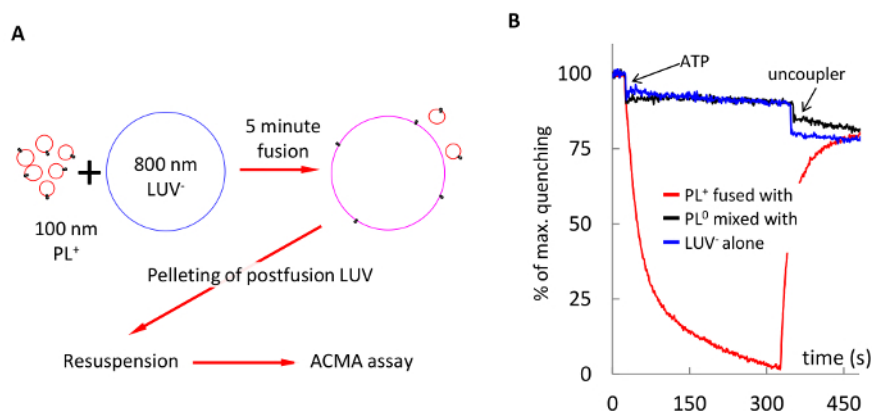 A
5 minute
fusion
800 nm
LUV⁻
100 nm
PL⁺
Pelleting of postfusion LUV
Resuspension
ACMA assay
B
ATP
uncoupler
PL⁺ fused with
PL⁰ mixed with
LUV⁻ alone
% of max. quenching
100
75
50
25
0
time (s)
0
150
300
450